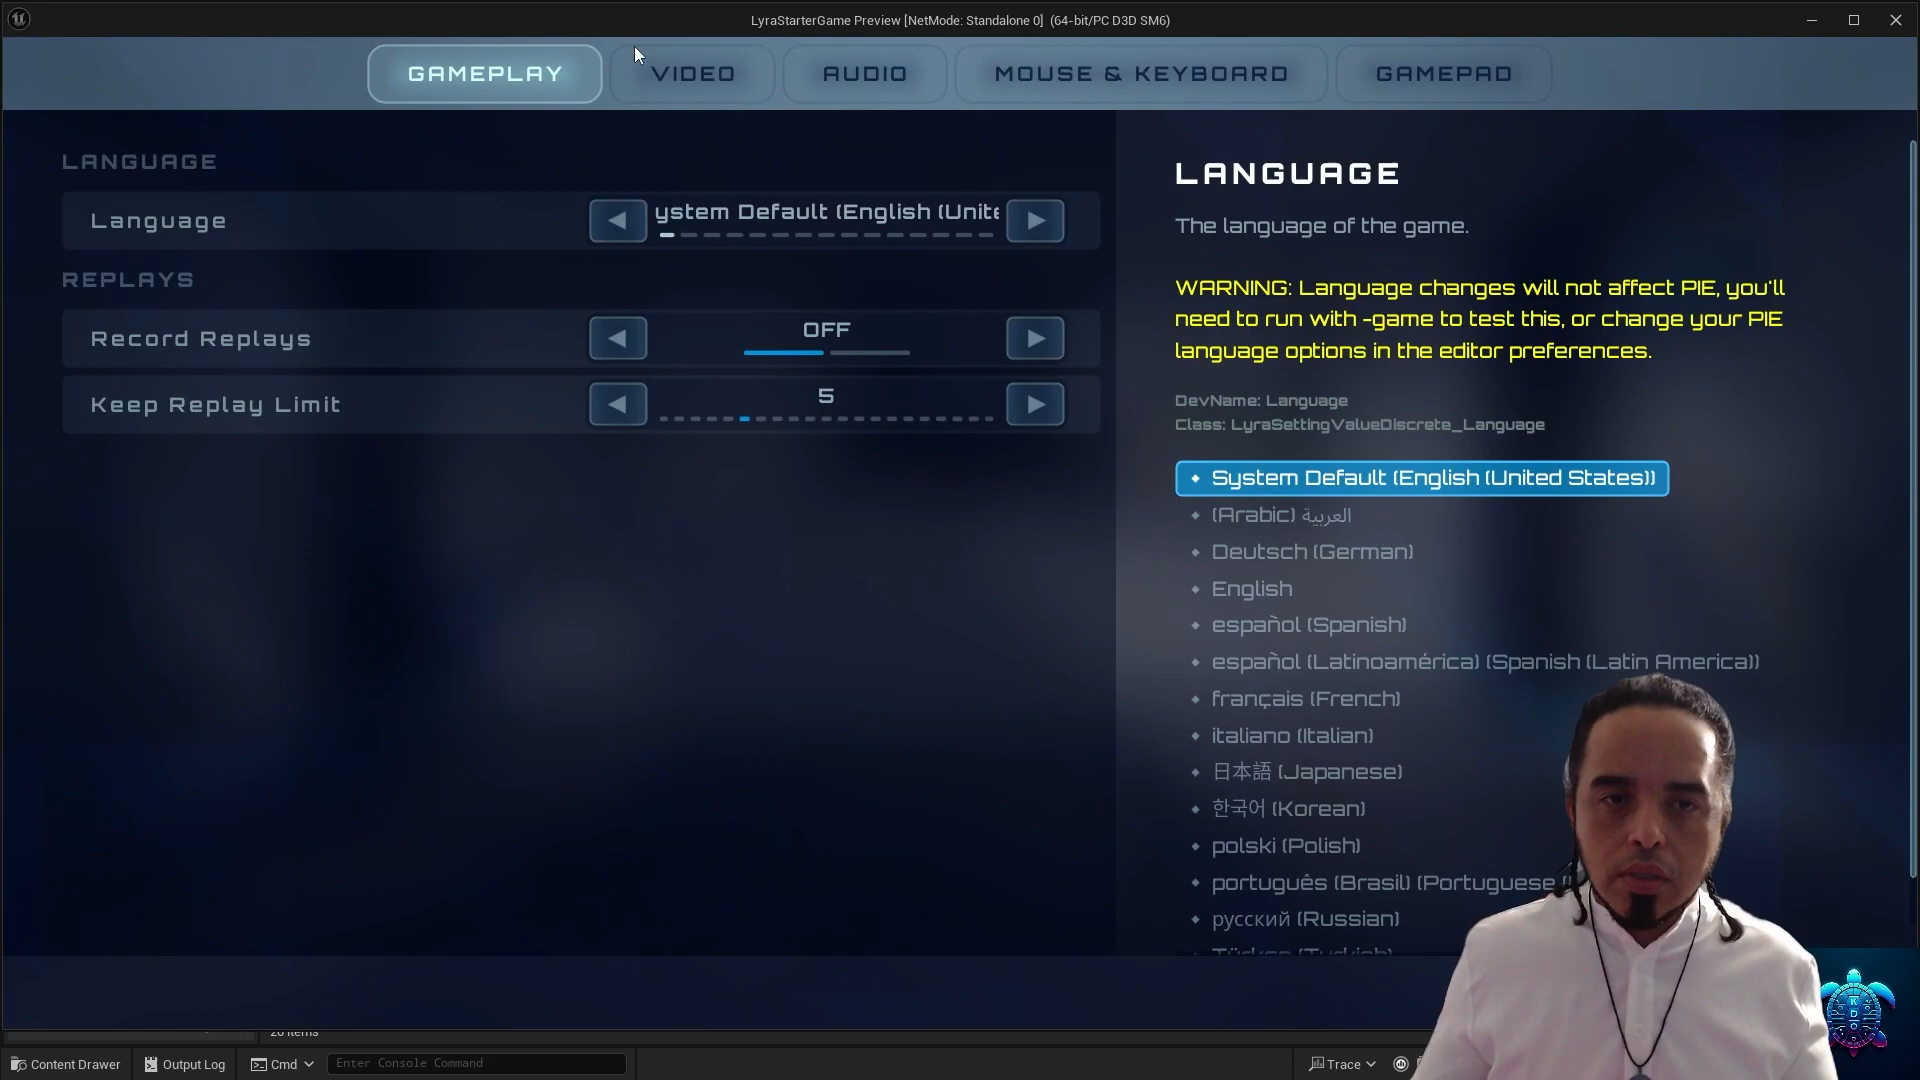 LyraStarterGame Preview [NetMode: Standalone 0] (64-bit/PC D3D SM6)
GAMEPLAY
VIDEO
AUDIO
MOUSE & KEYBOARD
GAMEPAD
LANGUAGE
Language
ystem Default (English (Unite
REPLAYS
Record Replays
OFF
Keep Replay Limit
5
LANGUAGE
The language of the game.
WARNING: Language changes will not affect PIE, you'll
need to run with -game to test this, or change your PIE
language options in the editor preferences.
DevName: Language
Class: LyraSettingValueDiscrete_Language
System Default (English (United States))
(Arabic) العربية
Deutsch (German)
English
español (Spanish)
español (Latinoamérica) (Spanish (Latin America))
français (French)
italiano (Italian)
日本語 (Japanese)
한국어 (Korean)
polski (Polish)
português (Brasil) (Portuguese
русский (Russian)
Türkçe (Turkish)
26 items
Content Drawer
Output Log
Cmd
Enter Console Command
Trace
K
D